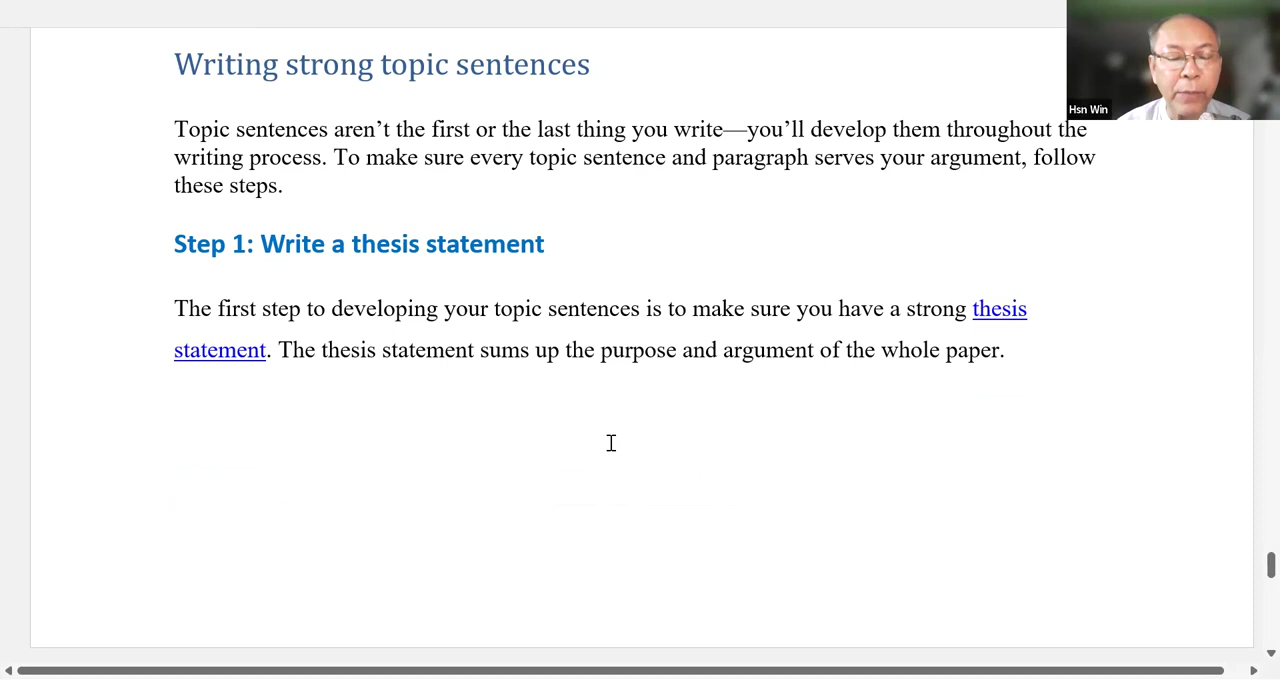 Writing strong topic sentences
Topic sentences aren’t the first or the last thing you write—you’ll develop them throughout the
writing process. To make sure every topic sentence and paragraph serves your argument, follow
these steps.
Step 1: Write a thesis statement
The first step to developing your topic sentences is to make sure you have a strong thesis
statement. The thesis statement sums up the purpose and argument of the whole paper.
Hsn Win